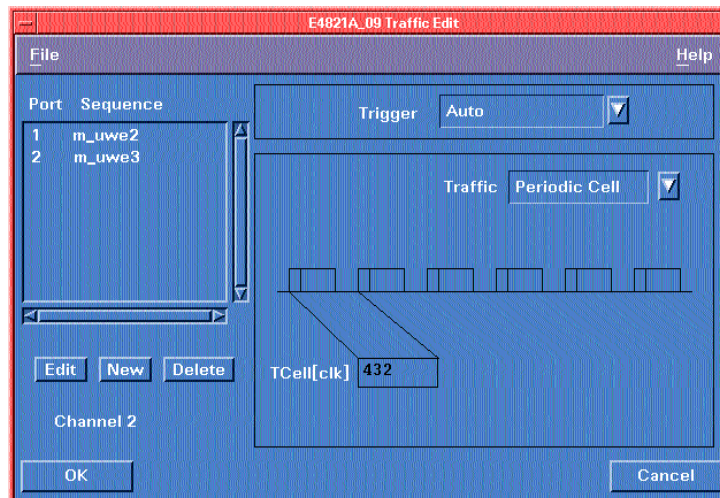 E4821A_09 Traffic Edit
File Help
Port Sequence
1 m_uwe2
2 m_uwe3
Trigger Auto
Traffic Periodic Cell
TCell[clk] 432
Edit New Delete
Channel 2
OK Cancel